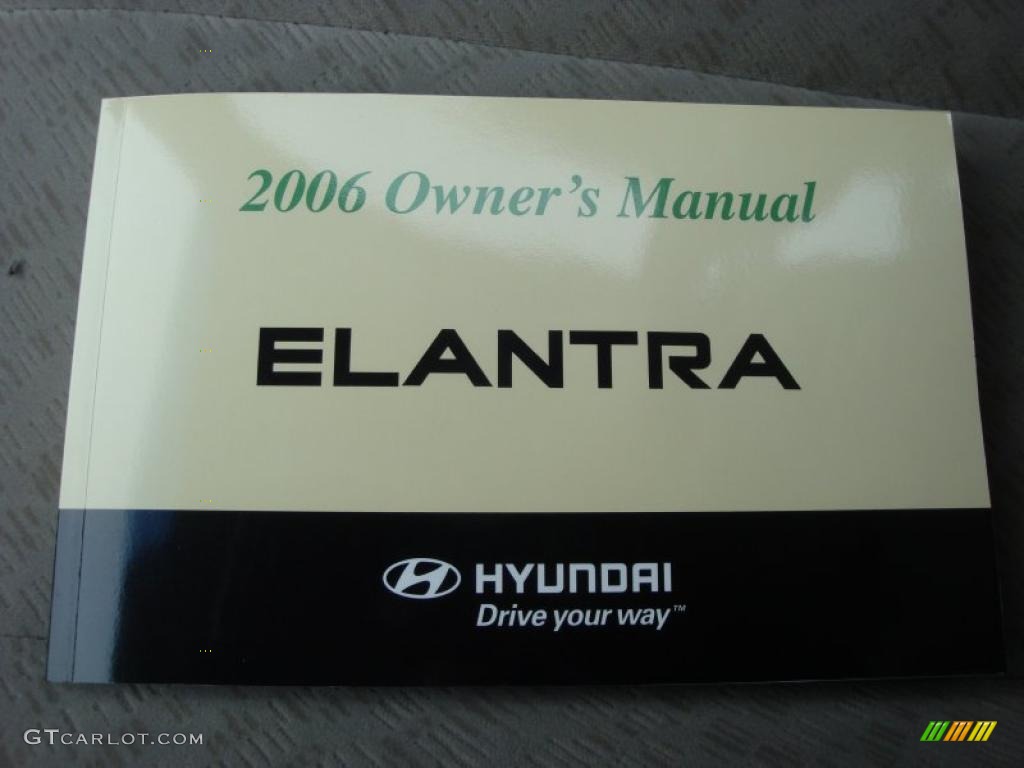 2006 Owner's Manual
ELANTRA
HYUNDAI
Drive your way™
GTCARLOT.COM